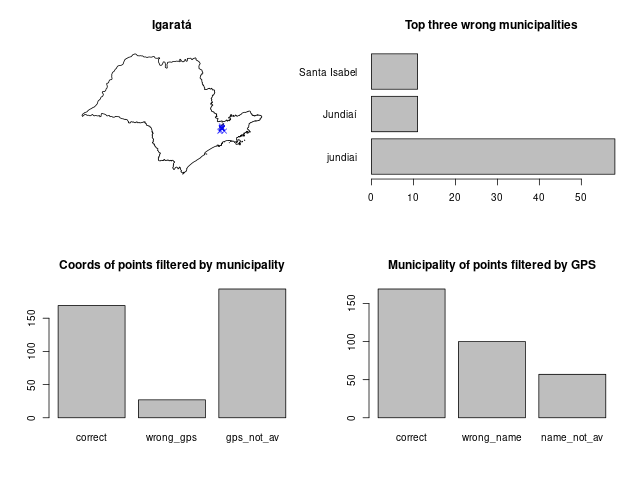 Igaratá
Top three wrong municipalities
Santa Isabel
Jundiaí
jundiai
0 10 20 30 40 50
Coords of points filtered by municipality
150
100
50
0
correct wrong_gps gps_not_av
Municipality of points filtered by GPS
150
100
50
0
correct wrong_name name_not_av